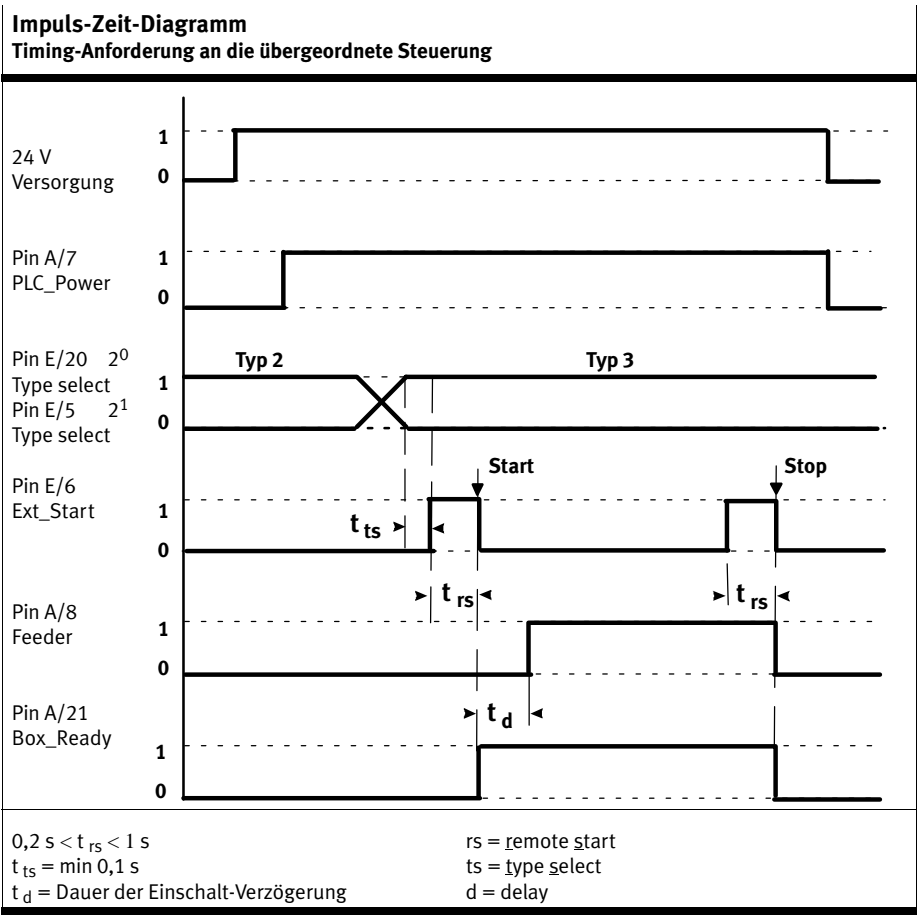 Impuls-Zeit-Diagramm
Timing-Anforderung an die übergeordnete Steuerung
24 V
Versorgung
1
0
Pin A/7
PLC_Power
1
0
Pin E/20 2⁰
Type select
Pin E/5 2¹
Type select
1
0
Typ 2
Typ 3
Pin E/6
Ext_Start
1
0
Start
Stop
t ts
t rs
t rs
Pin A/8
Feeder
1
0
Pin A/21
Box_Ready
1
0
t d
0,2 s < t rs < 1 s
t ts = min 0,1 s
t d = Dauer der Einschalt-Verzögerung
rs = remote start
ts = type select
d = delay